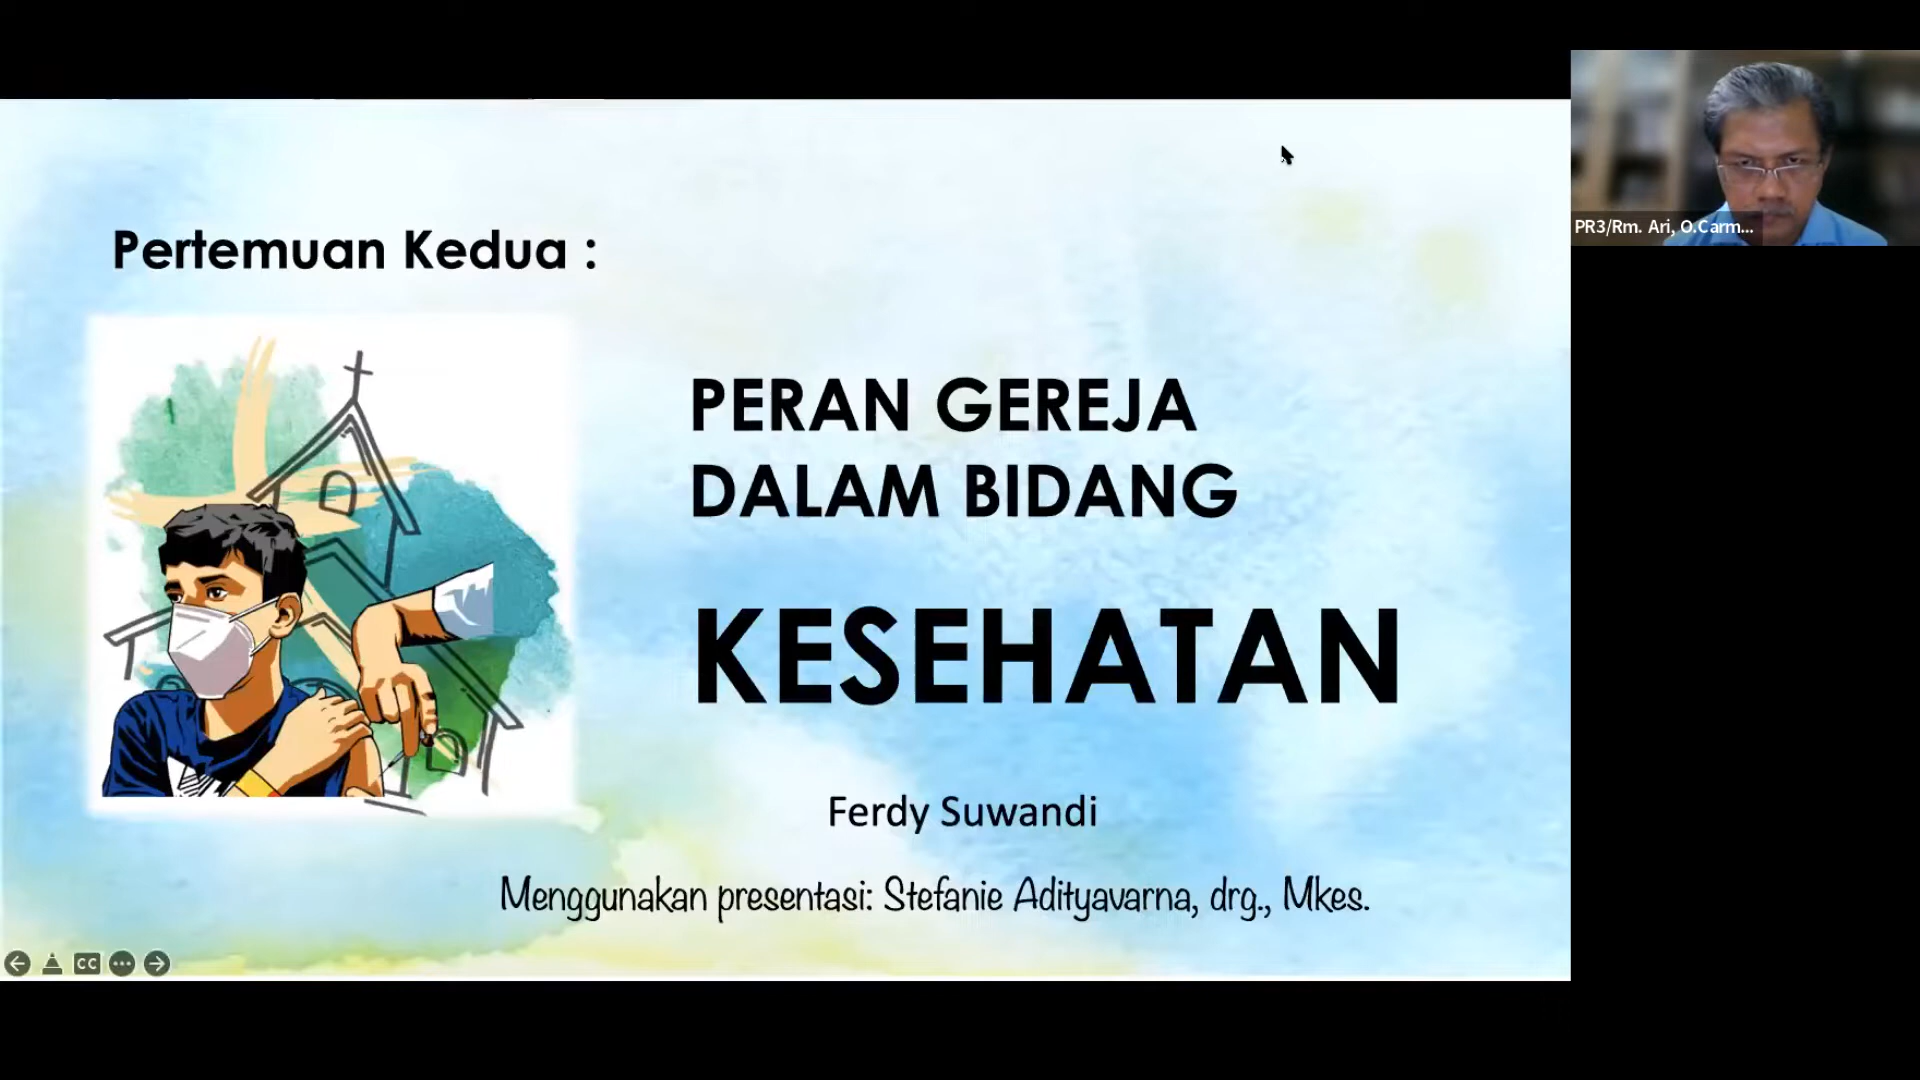 Pertemuan Kedua :
PERAN GEREJA
DALAM BIDANG
KESEHATAN
Ferdy Suwandi
Menggunakan presentasi: Stefanie Adityavarna, drg., Mkes.
CC
PR3/Rm. Ari, O.Carm...